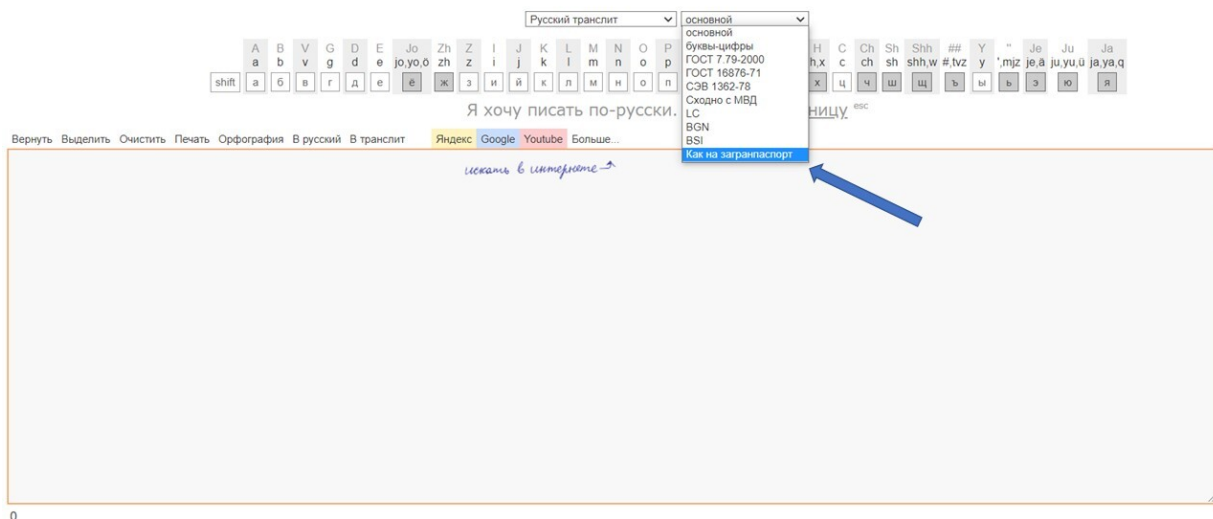 Русский транслит основной
основной
буквы-цифры
ГОСТ 7.79-2000
ГОСТ 16876-71
СЭВ 1362-78
Сходно с МВД
LC
BGN
BSI
Как на загранпаспорт
A B V G D E Jo Zh Z I J K L M N O P H C Ch Sh Shh ## Y " Je Ju Ja
a b v g d e jo,yo,ö zh z i j k l m n o p h,x c ch sh shh,w #,tvz y ',mjz je,ä ju,yu,ü ja,ya,q
shift а б в г д е ё ж з и й к л м н о п х ц ч ш щ ъ ы ь э ю я
Я хочу писать по-русски. ницу esc
Вернуть Выделить Очистить Печать Орфография В русский В транслит Яндекс Google Youtube Больше...
искать в интернете
0